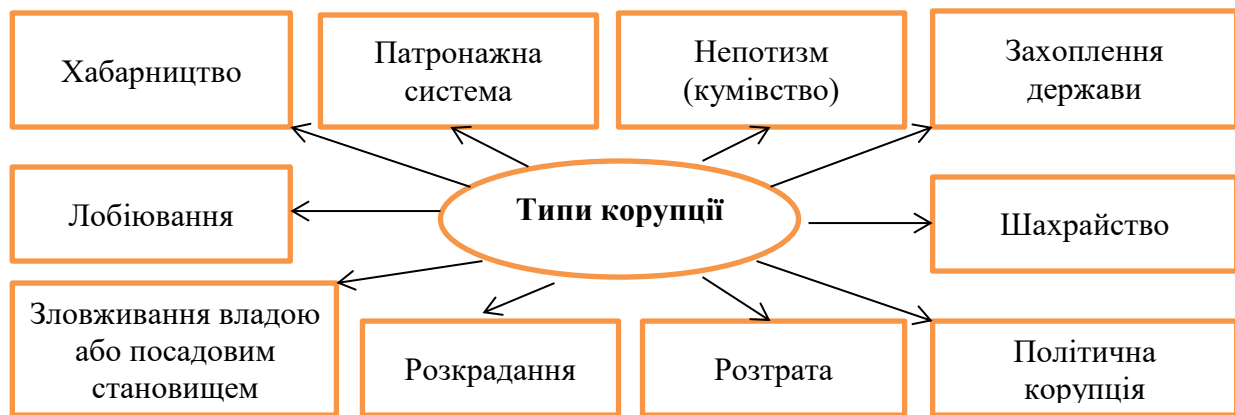 Хабарництво
Патронажна
система
Непотизм
(кумівство)
Захоплення
держави
Лобіювання
Типи корупції
Шахрайство
Зловживання владою
або посадовим
становищем
Розкрадання
Розтрата
Політична
корупція